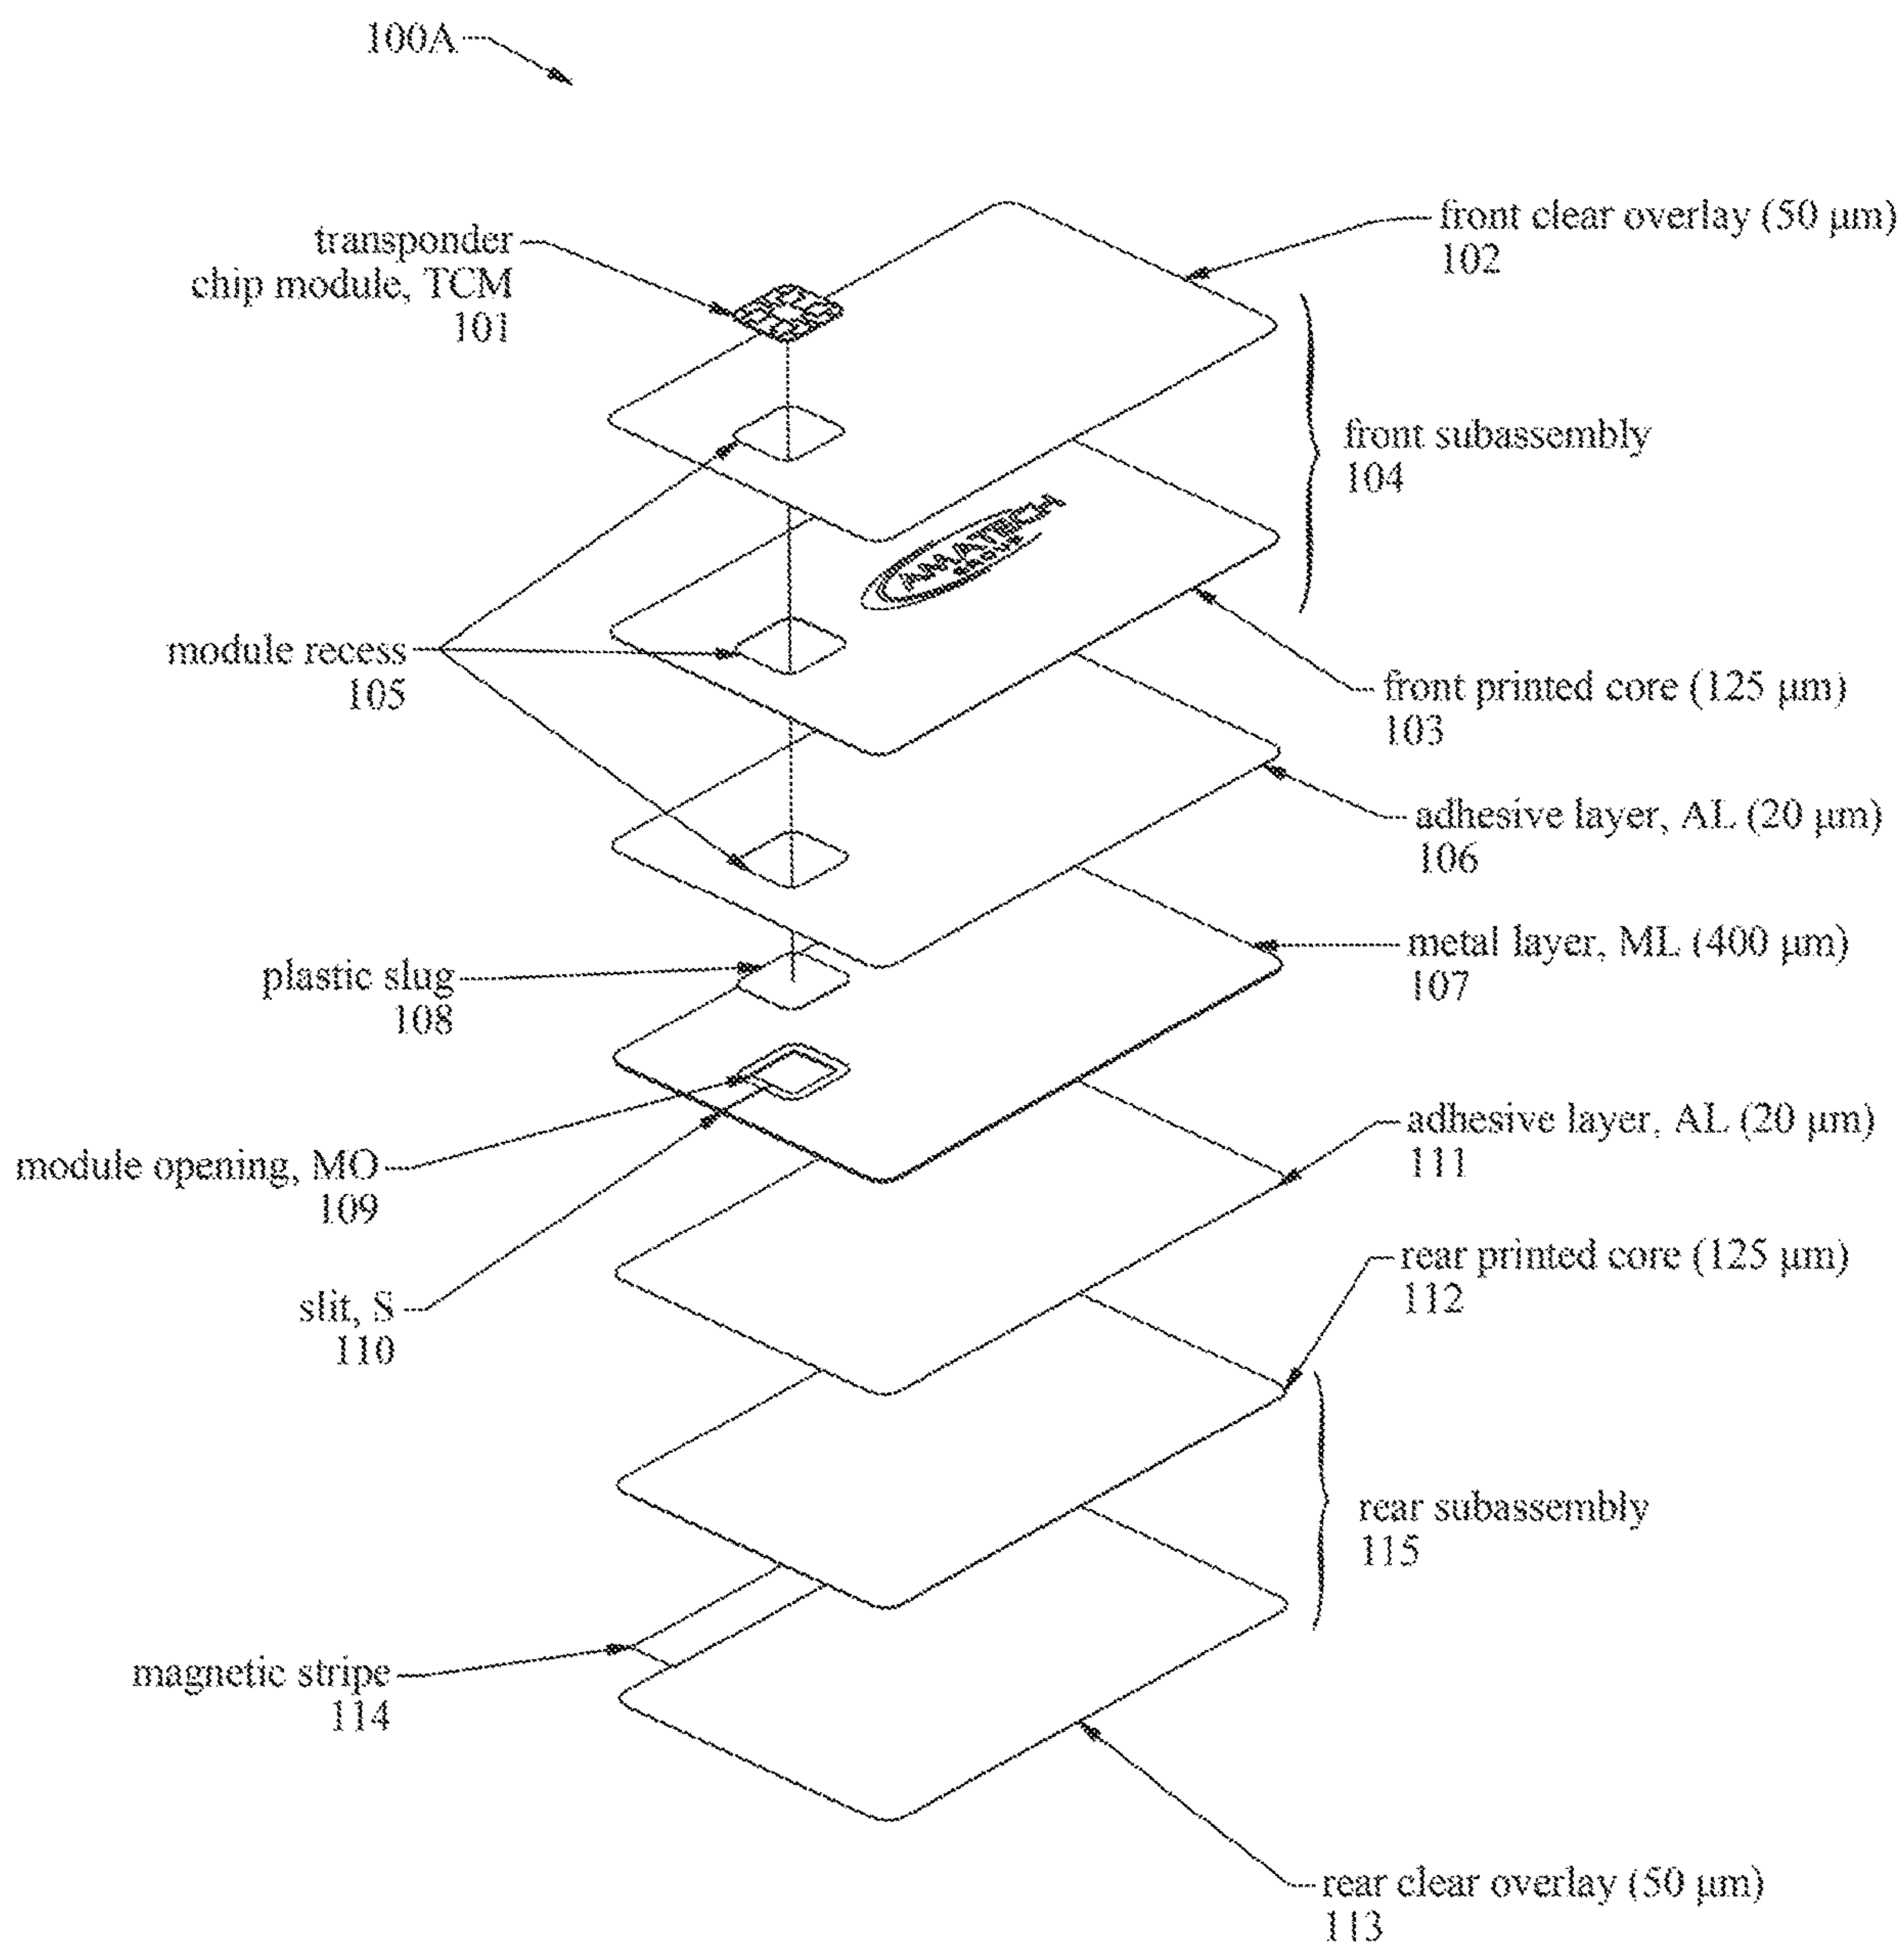 100A
front clear overlay (50 µm)
102
transponder
chip module, TCM
101
front subassembly
104
AMATECH
GROUP
module recess
105
front printed core (125 µm)
103
adhesive layer, AL (20 µm)
106
metal layer, ML (400 µm)
107
plastic slug
108
adhesive layer, AL (20 µm)
111
module opening, MO
109
rear printed core (125 µm)
112
slit, S
110
rear subassembly
115
magnetic stripe
114
rear clear overlay (50 µm)
113